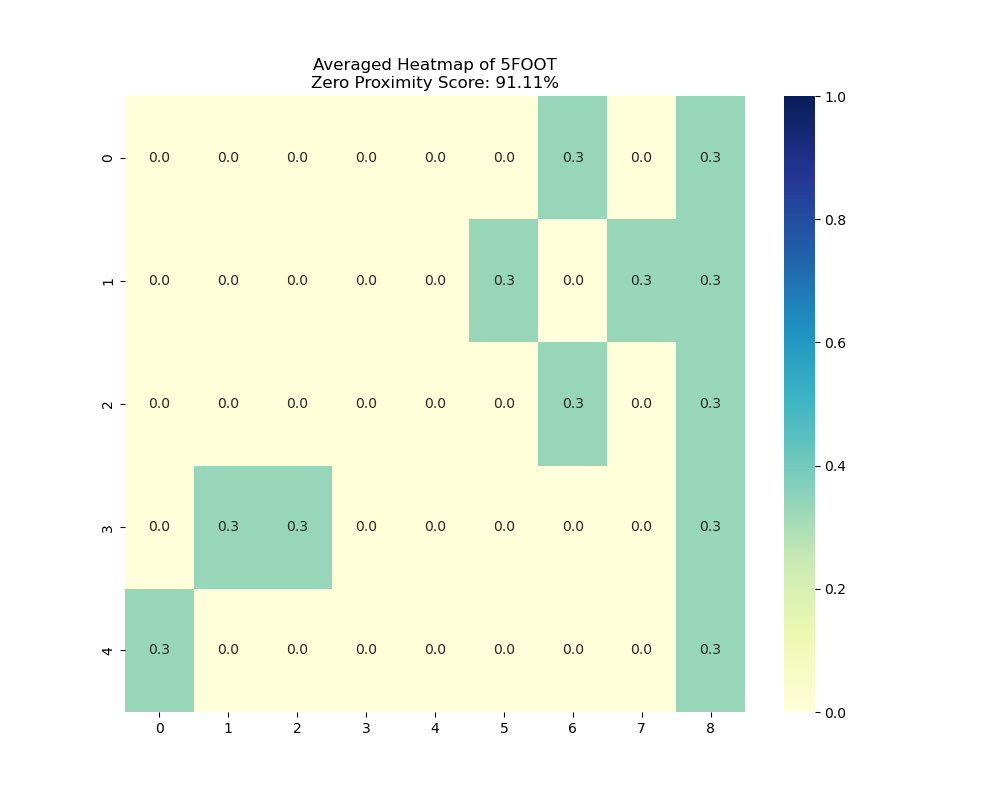 Averaged Heatmap of 5FOOT
Zero Proximity Score: 91.11%
1.0
0 0.0 0.0 0.0 0.0 0.0 0.0 0.3 0.0 0.3
0.8
1 0.0 0.0 0.0 0.0 0.0 0.3 0.0 0.3 0.3
0.6
2 0.0 0.0 0.0 0.0 0.0 0.0 0.3 0.0 0.3
0.4
3 0.0 0.3 0.3 0.0 0.0 0.0 0.0 0.0 0.3
0.2
4 0.3 0.0 0.0 0.0 0.0 0.0 0.0 0.0 0.3
0.0
0 1 2 3 4 5 6 7 8